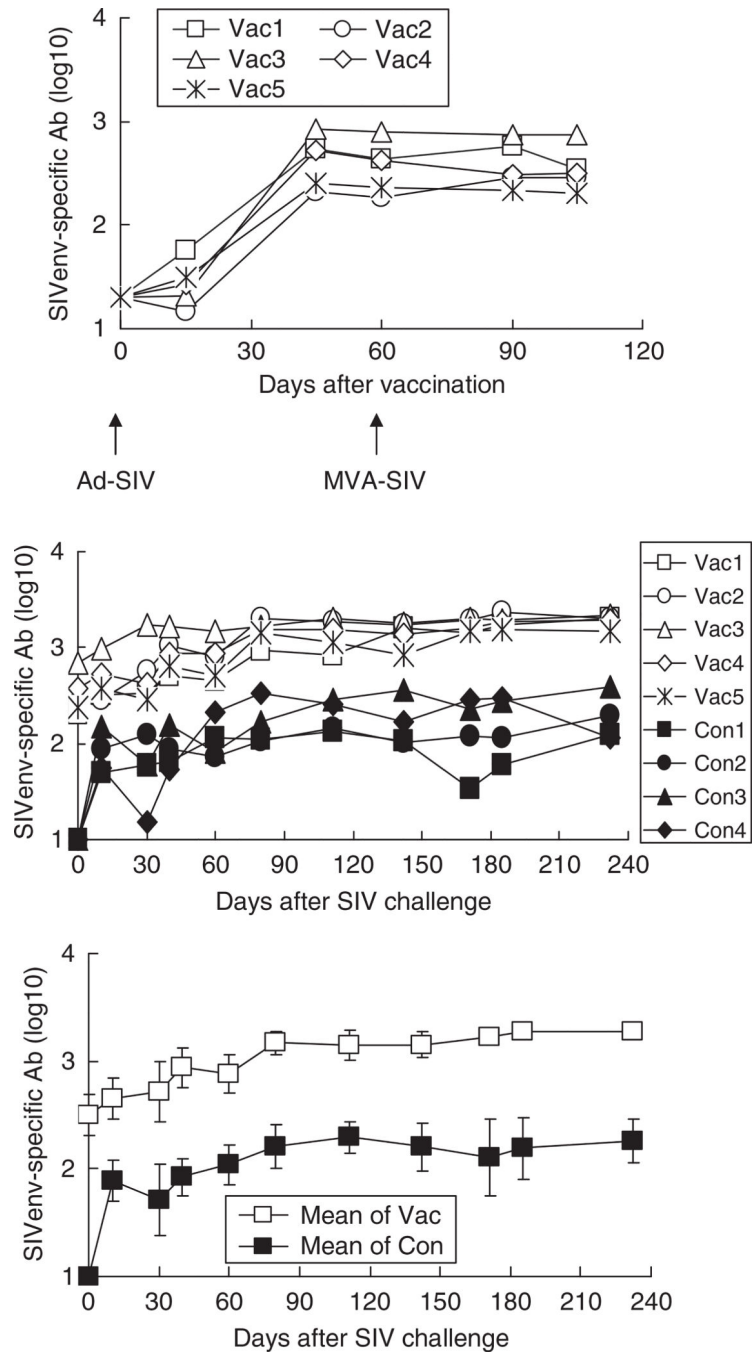 4
Vac1 Vac2
Vac3 Vac4
Vac5
3
2
1
SIVenv-specific Ab (log10)
0 30 60 90 120
Days after vaccination
Ad-SIV MVA-SIV
4
3
2
1
SIVenv-specific Ab (log10)
0 30 60 90 120 150 180 210 240
Days after SIV challenge
Vac1
Vac2
Vac3
Vac4
Vac5
Con1
Con2
Con3
Con4
4
3
2
1
SIVenv-specific Ab (log10)
Mean of Vac
Mean of Con
0 30 60 90 120 150 180 210 240
Days after SIV challenge